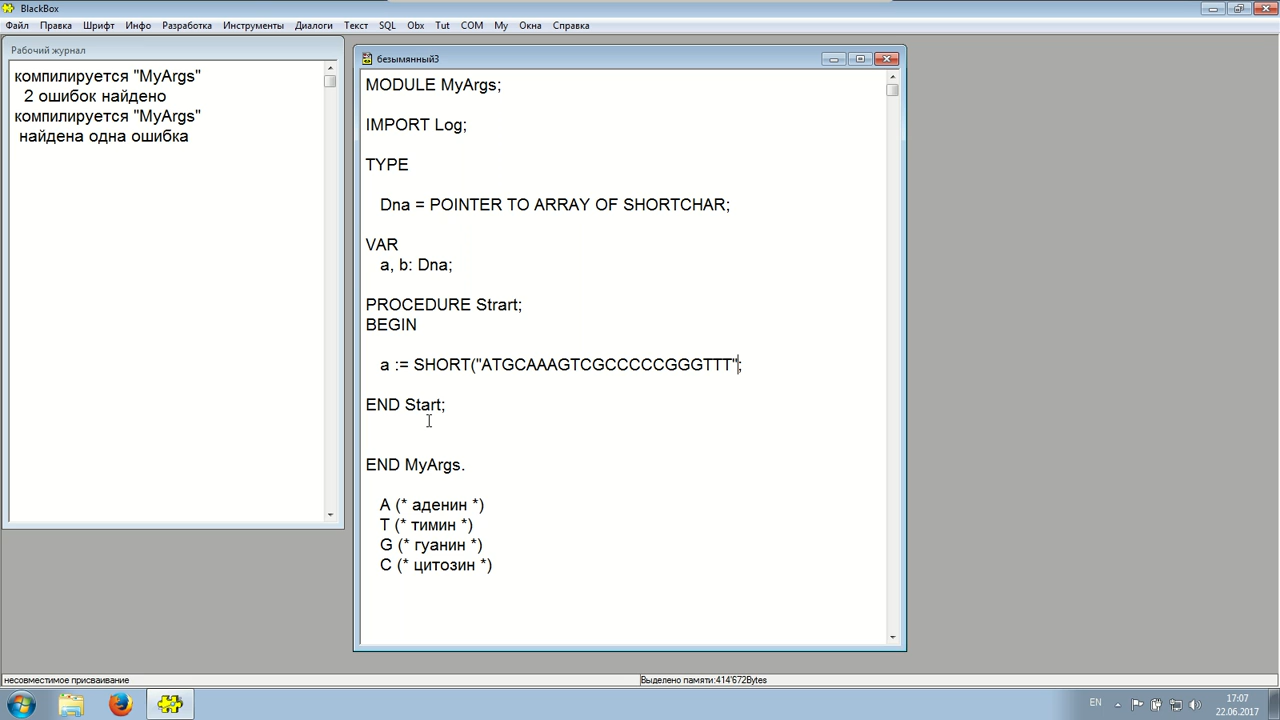 BlackBox
Файл Правка Шрифт Инфо Разработка Инструменты Диалоги Текст SQL Obx Tut COM My Окна Справка
Рабочий журнал
компилируется "MyArgs"
2 ошибок найдено
компилируется "MyArgs"
найдена одна ошибка
безымянный3
MODULE MyArgs;
IMPORT Log;
TYPE
Dna = POINTER TO ARRAY OF SHORTCHAR;
VAR
a, b: Dna;
PROCEDURE Strart;
BEGIN
a := SHORT("ATGCAAAGTCGCCCCCGGGTTT";
END Start;
END MyArgs.
A (* аденин *)
T (* тимин *)
G (* гуанин *)
C (* цитозин *)
несовместимое присваивание
Выделено памяти:414'672Bytes
EN
17:07
22.06.2017